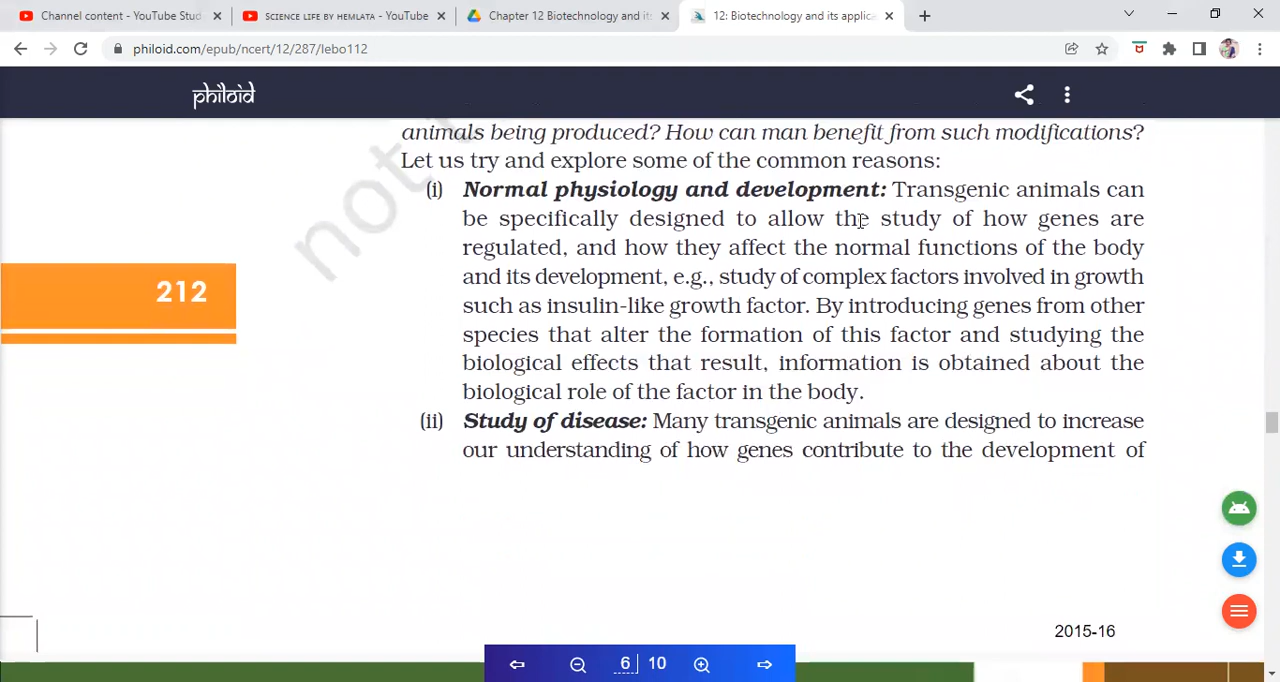 Channel content - YouTube Stud
SCIENCE LIFE BY HEMLATA - YouTube
Chapter 12 Biotechnology and its
12: Biotechnology and its applica
philoid.com/epub/ncert/12/287/lebo112
philoid
animals being produced? How can man benefit from such modifications?
Let us try and explore some of the common reasons:
(i) Normal physiology and development: Transgenic animals can
be specifically designed to allow the study of how genes are
regulated, and how they affect the normal functions of the body
and its development, e.g., study of complex factors involved in growth
such as insulin-like growth factor. By introducing genes from other
species that alter the formation of this factor and studying the
biological effects that result, information is obtained about the
biological role of the factor in the body.
(ii) Study of disease: Many transgenic animals are designed to increase
our understanding of how genes contribute to the development of
212
not
2015-16
6 10